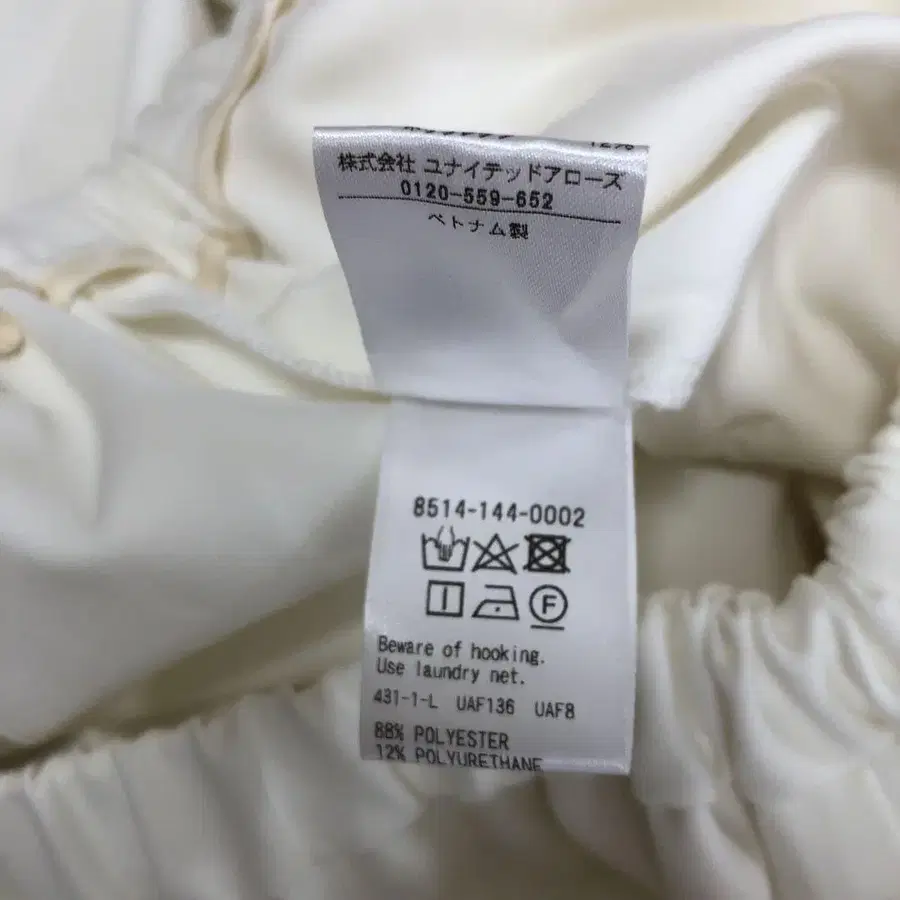 12%
株式会社 ユナイテッドアローズ
0120-559-652
ベトナム製
8514-144-0002
F
Beware of hooking.
Use laundry net.
431-1-L UAF136 UAF8
88% POLYESTER
12% POLYURETHANE